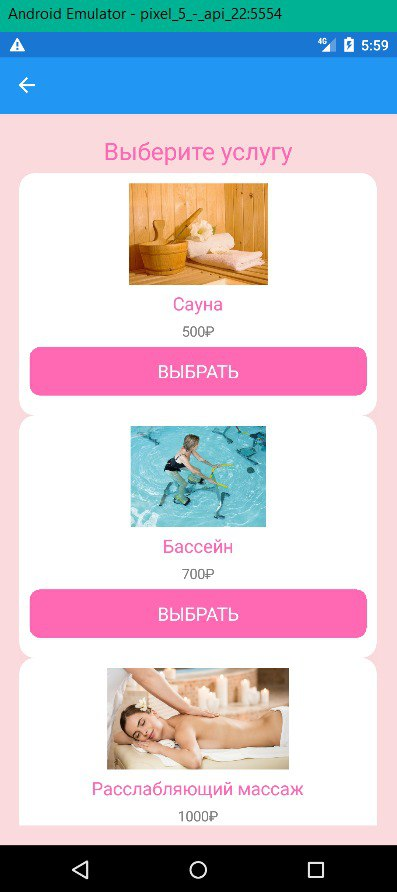 Android Emulator - pixel_5_-_api_22:5554
4G
5:59
Выберите услугу
Сауна
500₽
ВЫБРАТЬ
Бассейн
700₽
ВЫБРАТЬ
Расслабляющий массаж
1000₽